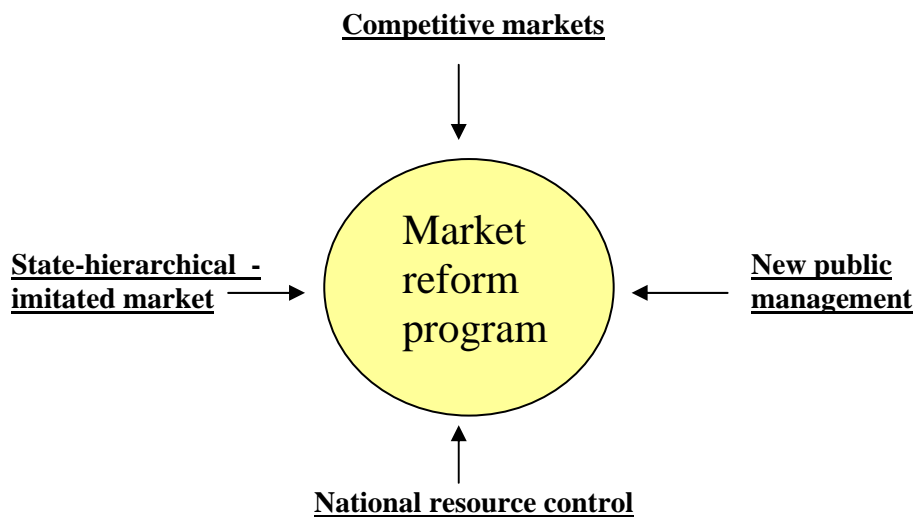 Competitive markets
Market
reform
program
State-hierarchical -
imitated market
New public
management
National resource control